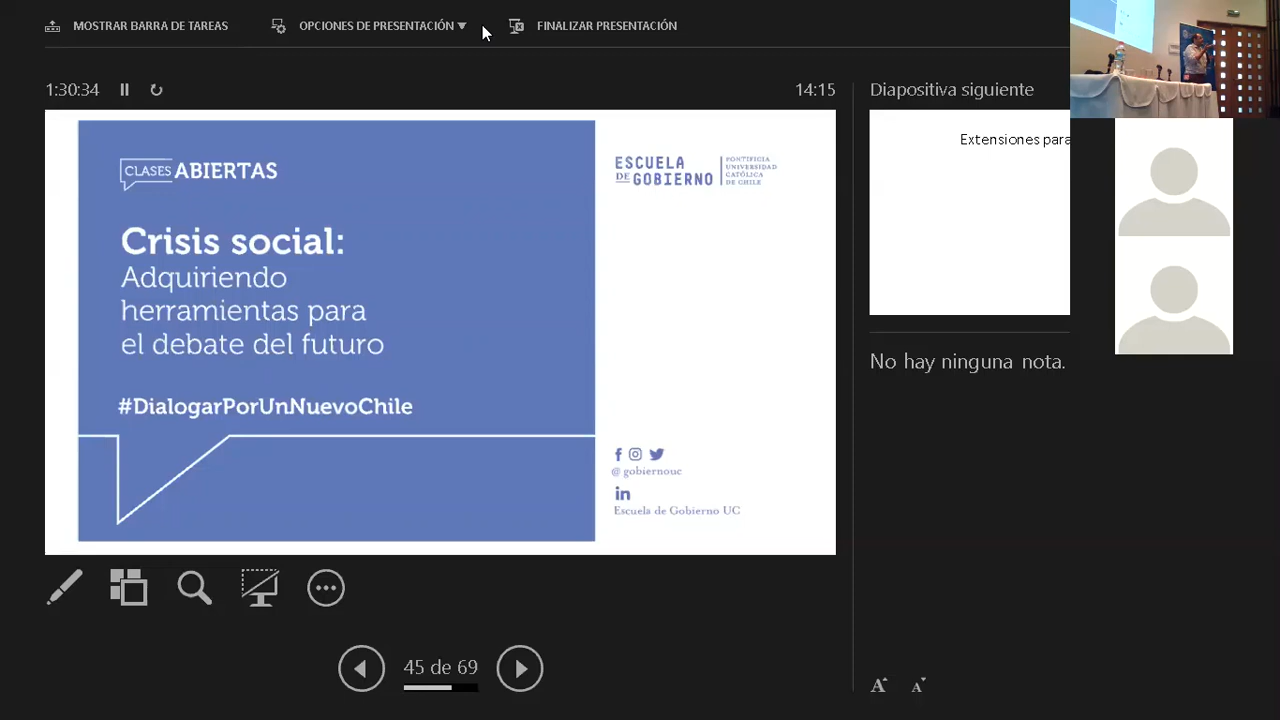 MOSTRAR BARRA DE TAREAS
OPCIONES DE PRESENTACIÓN
FINALIZAR PRESENTACIÓN
1:30:34
14:15
CLASES ABIERTAS
Crisis social:
Adquiriendo
herramientas para
el debate del futuro
#DialogarPorUnNuevoChile
ESCUELA
DE GOBIERNO
PONTIFICIA
UNIVERSIDAD
CATÓLICA
DE CHILE
@ gobiernouc
in
Escuela de Gobierno UC
Diapositiva siguiente
Extensiones para
No hay ninguna nota.
45 de 69
A A